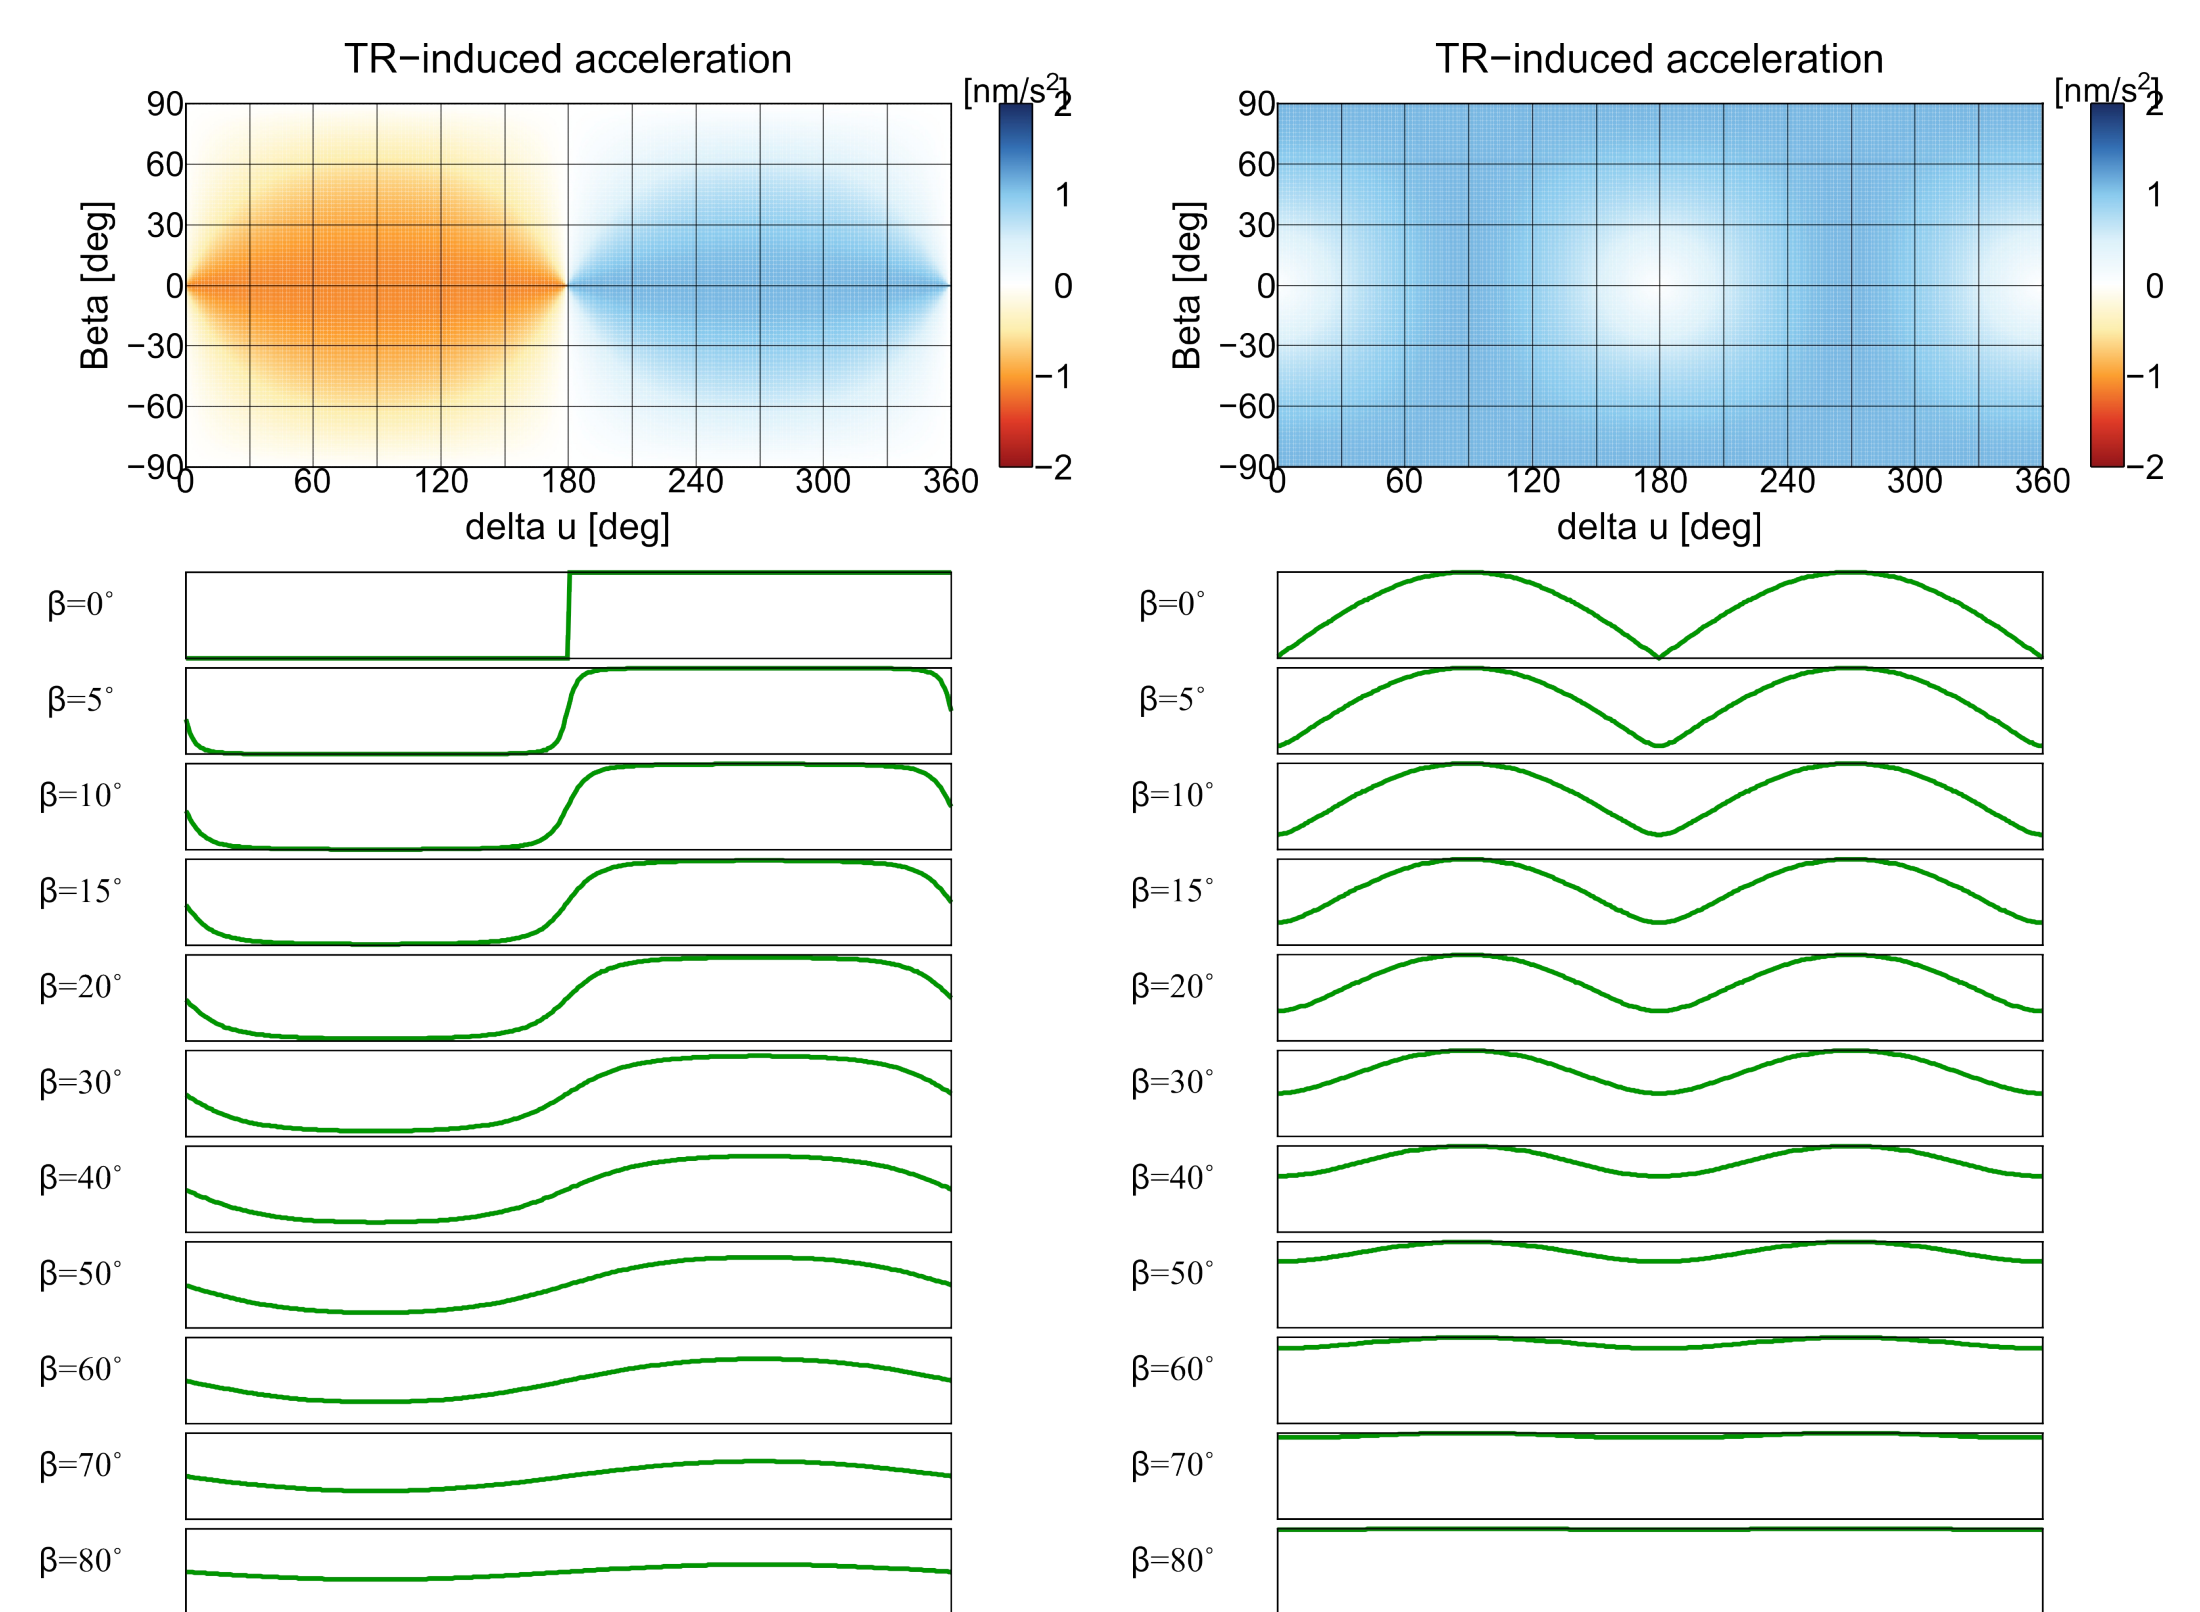 TR−induced acceleration
[nm/s²]
Beta [deg]
90
60
30
0
−30
−60
−90
0 60 120 180 240 300 360
delta u [deg]
2
1
0
−1
−2
β=0°
β=5°
β=10°
β=15°
β=20°
β=30°
β=40°
β=50°
β=60°
β=70°
β=80°
TR−induced acceleration
[nm/s²]
Beta [deg]
90
60
30
0
−30
−60
−90
0 60 120 180 240 300 360
delta u [deg]
2
1
0
−1
−2
β=0°
β=5°
β=10°
β=15°
β=20°
β=30°
β=40°
β=50°
β=60°
β=70°
β=80°